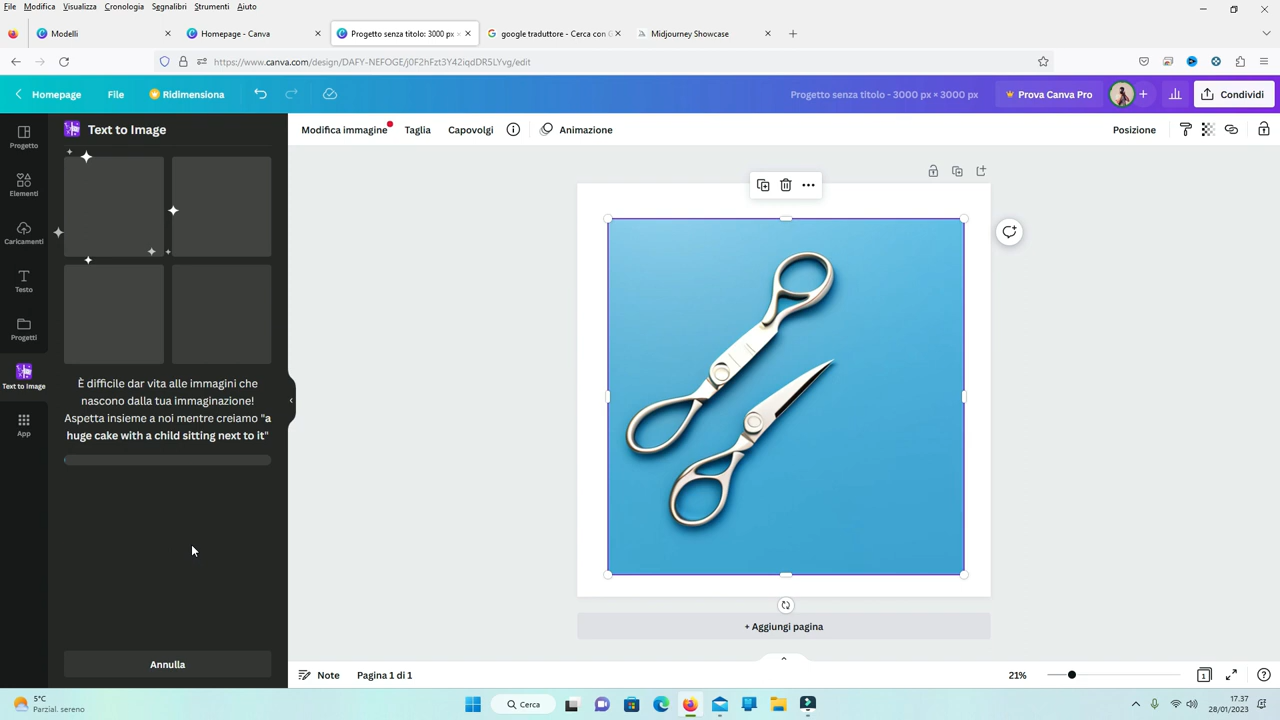 File Modifica Visualizza Cronologia Segnalibri Strumenti Aiuto
Modelli
Homepage - Canva
Progetto senza titolo: 3000 px ×
google traduttore - Cerca con G
Midjourney Showcase
https://www.canva.com/design/DAFY-NEFOGE/j0F2hFzt3Y42iqdDR5LYvg/edit
Homepage
File
Ridimensiona
Progetto senza titolo - 3000 px × 3000 px
Prova Canva Pro
Condividi
Progetto
Elementi
Caricamenti
Testo
Progetti
Text to Image
App
Text to Image
È difficile dar vita alle immagini che
nascono dalla tua immaginazione!
Aspetta insieme a noi mentre creiamo "a
huge cake with a child sitting next to it"
Annulla
Modifica immagine
Taglia
Capovolgi
Animazione
Posizione
+ Aggiungi pagina
Note
Pagina 1 di 1
21%
1
5°C
Parzial. sereno
Cerca
17.37
28/01/2023